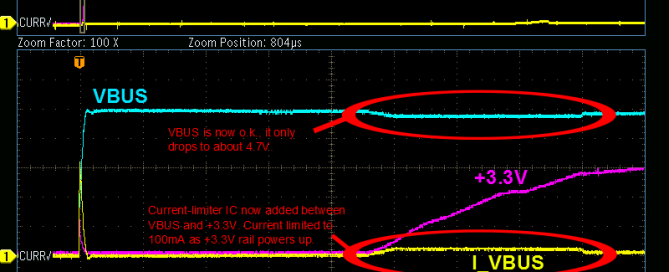 1 CURR
Zoom Factor: 100 X Zoom Position: 804µs
T
VBUS
VBUS is now o.k., it only
drops to about 4.7V.
+3.3V
Current-limiter IC now added between
VBUS and +3.3V. Current limited to
100mA as +3.3V rail powers up.
1 CURR
I_VBUS